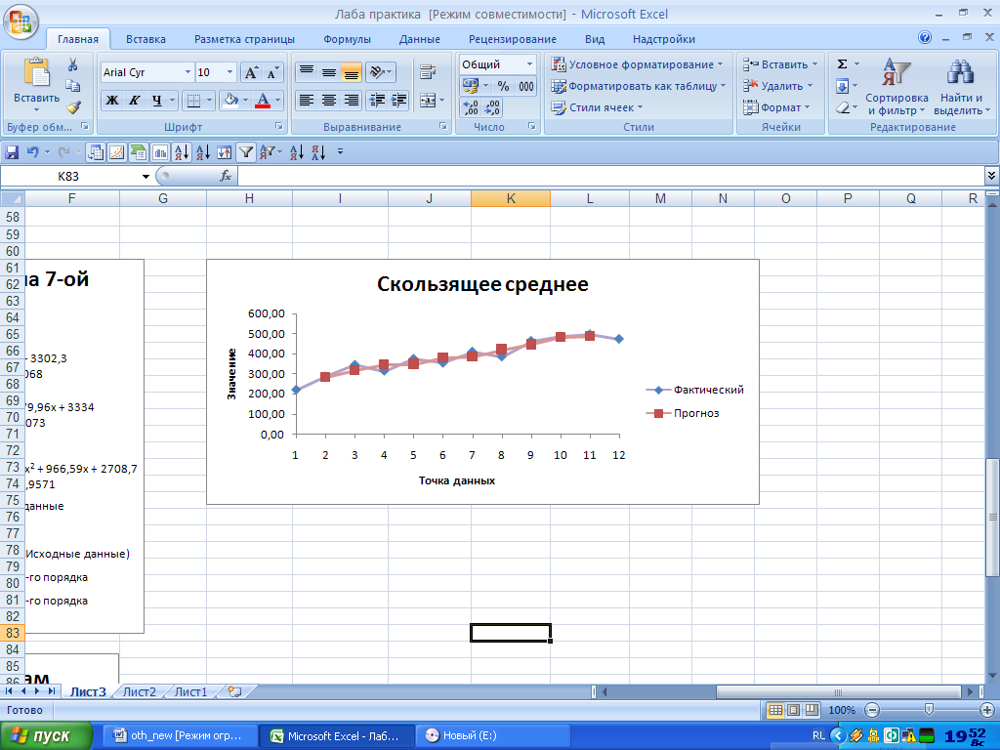 Лаба практика [Режим совместимости] - Microsoft Excel
Главная Вставка Разметка страницы Формулы Данные Рецензирование Вид Надстройки
Вставить
Буфер обм...
Arial Cyr 10
Ж К Ч
Шрифт
Выравнивание
Общий
% 000
Число
Условное форматирование
Форматировать как таблицу
Стили ячеек
Стили
Вставить
Удалить
Формат
Ячейки
Σ
Сортировка и фильтр
Найти и выделить
Редактирование
K83 fx
F G H I J K L M N O P Q R
58
59
60
61
62
63
64
65
66
67
68
69
70
71
72
73
74
75
76
77
78
79
80
81
82
83
84
85
86
на 7-ой
- 3302,3
068
79,96x + 3334
073
x² + 966,59x + 2708,7
,9571
данные
Исходные данные)
-го порядка
-го порядка
ам
Скользящее среднее
Значение
600,00
500,00
400,00
300,00
200,00
100,00
0,00
1 2 3 4 5 6 7 8 9 10 11 12
Точка данных
Фактический
Прогноз
Лист3 Лист2 Лист1
Готово 100%
пуск oth_new [Режим огр... Microsoft Excel - Лаб... Новый (E:) RL 19 52 Вс